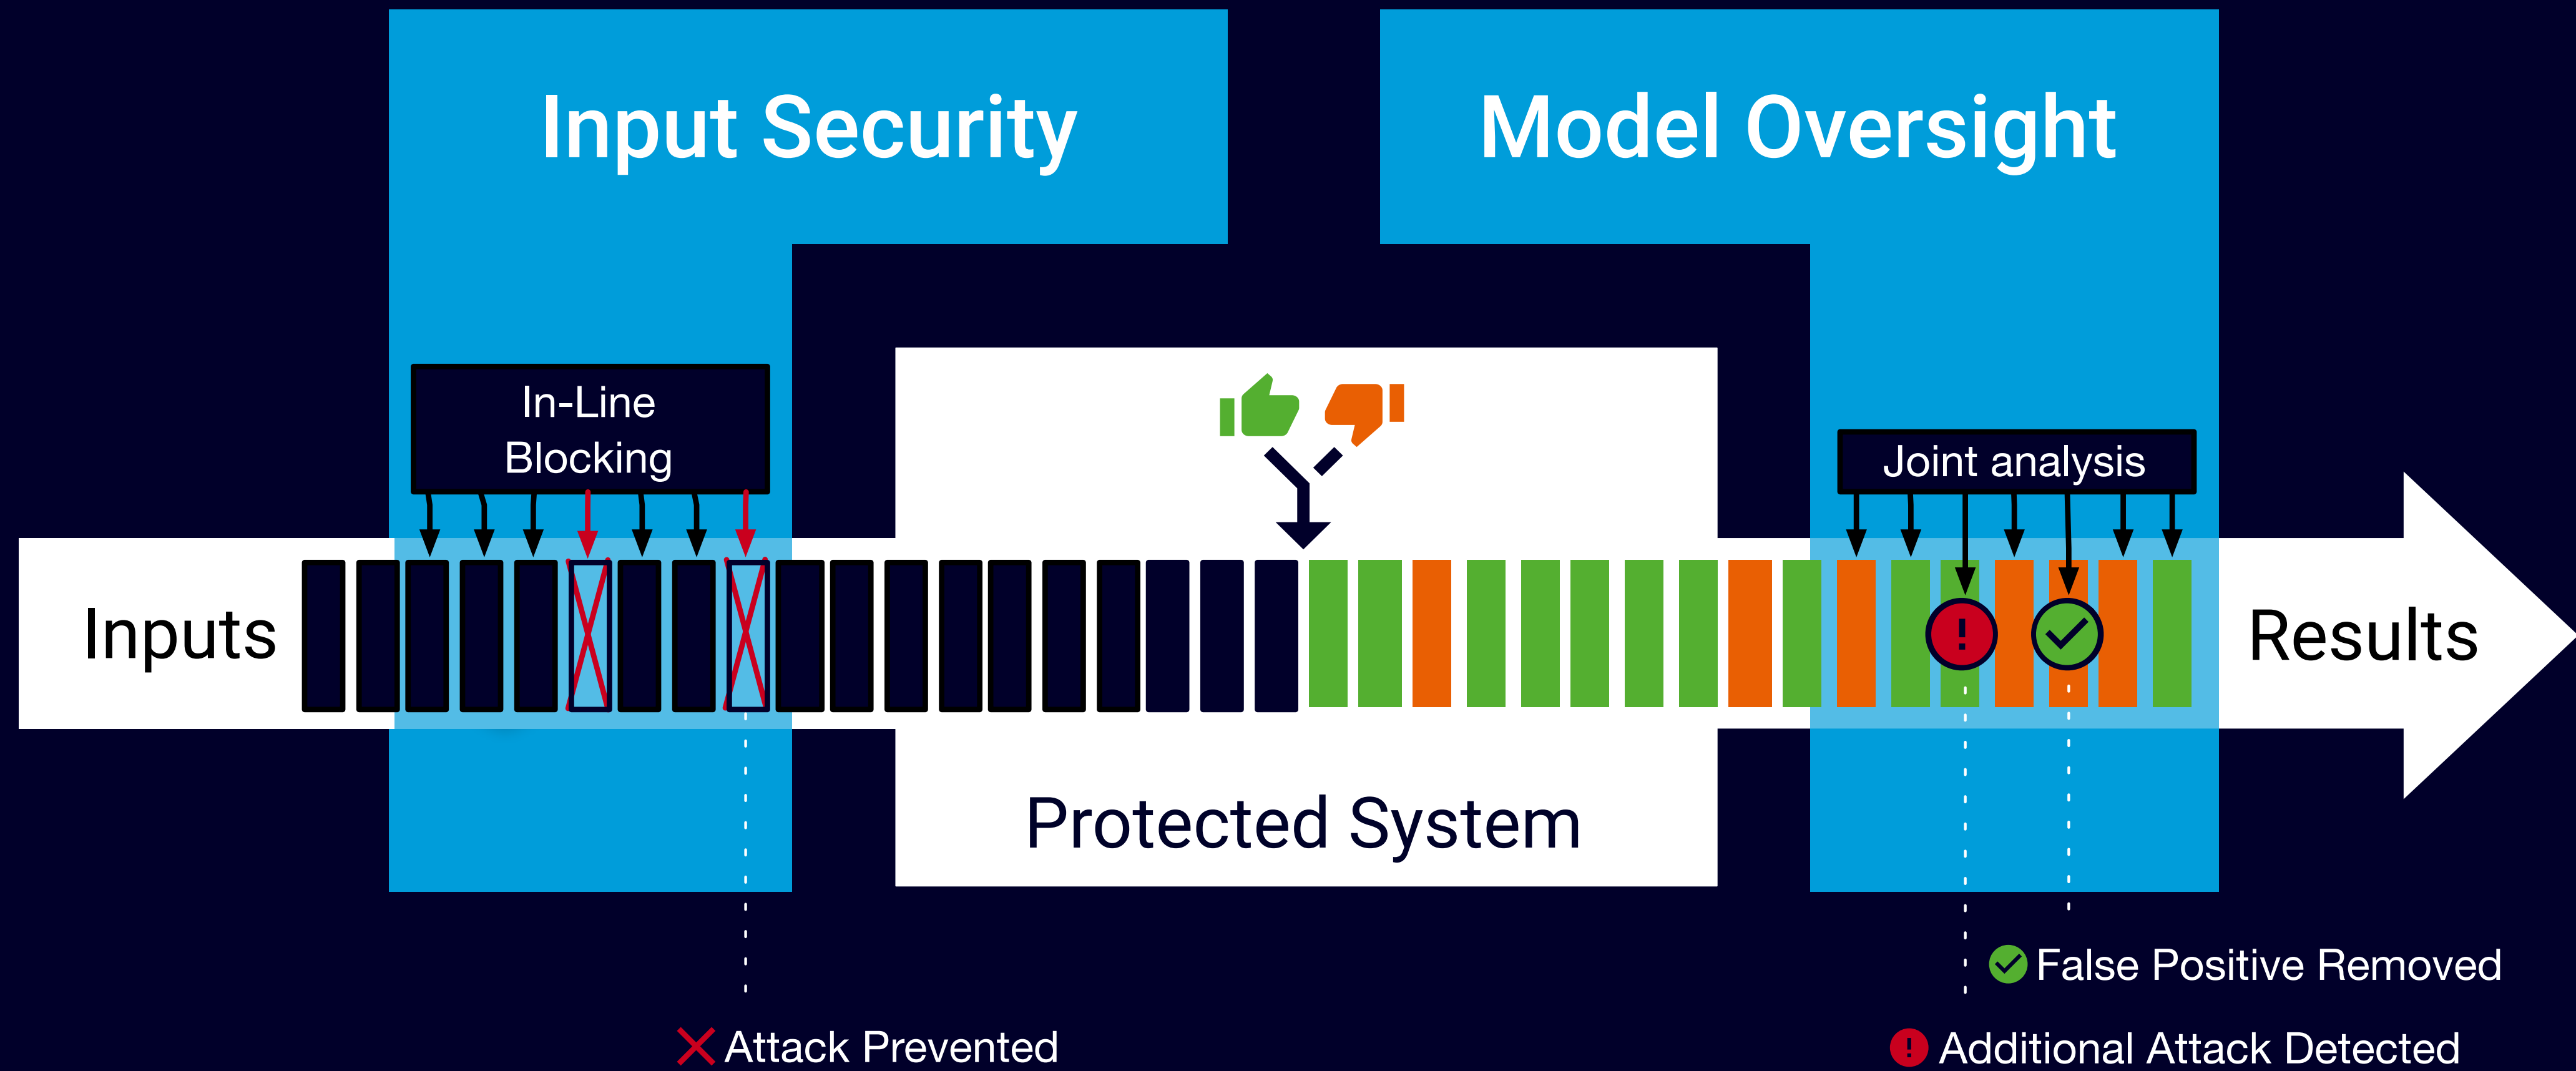 Input Security
Model Oversight
In-Line
Blocking
Joint analysis
Inputs
Results
Protected System
False Positive Removed
Attack Prevented
Additional Attack Detected